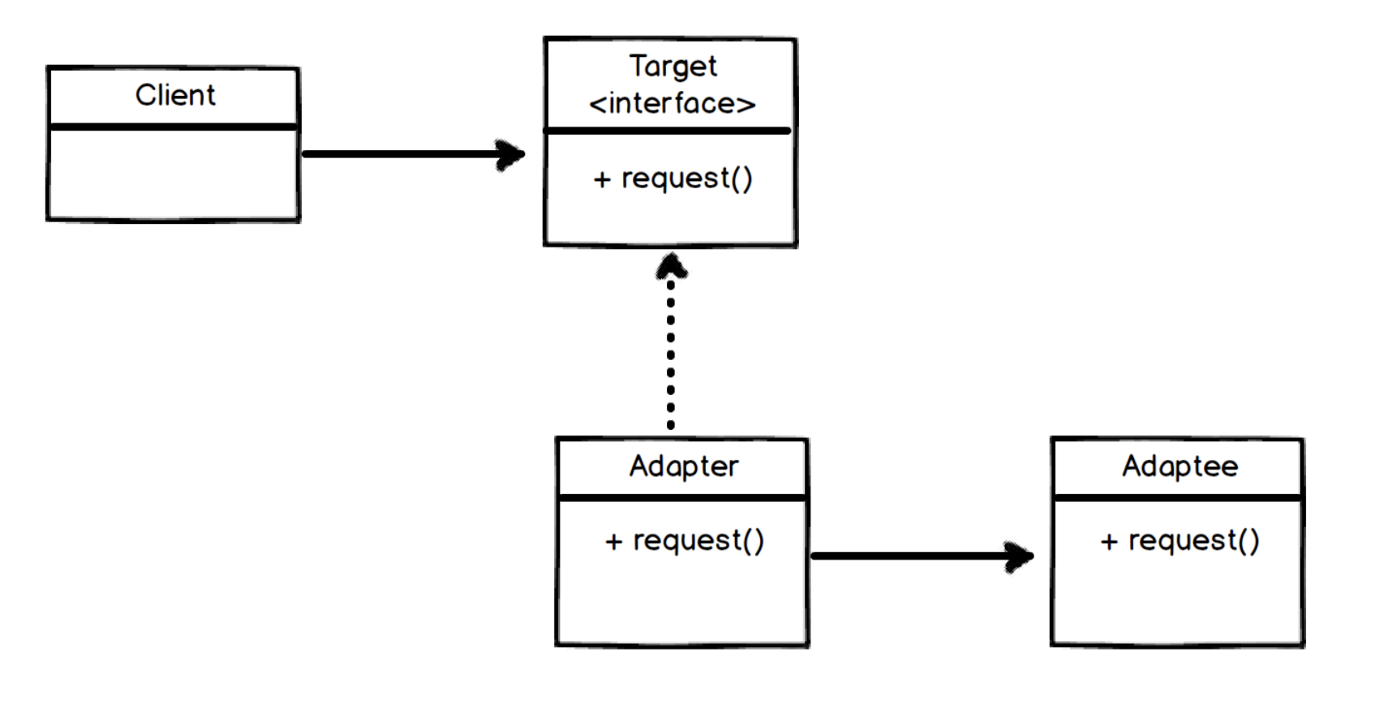 Client
Target
<interface>
+ request()
Adapter
+ request()
Adaptee
+ request()